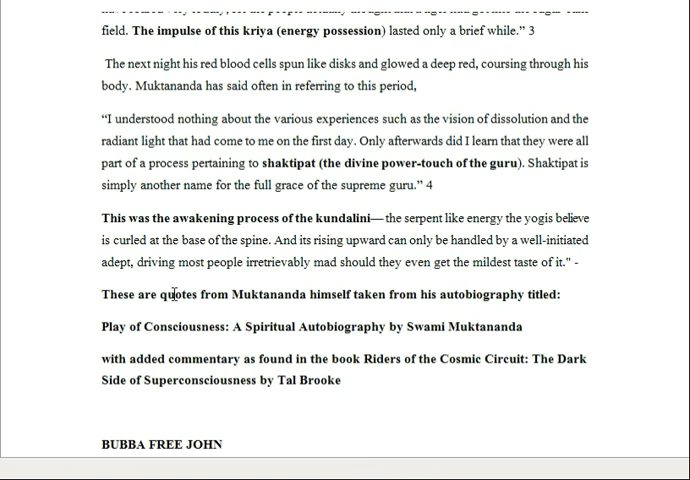 field. The impulse of this kriya (energy possession) lasted only a brief while.” 3
The next night his red blood cells spun like disks and glowed a deep red, coursing through his
body. Muktananda has said often in referring to this period,
“I understood nothing about the various experiences such as the vision of dissolution and the
radiant light that had come to me on the first day. Only afterwards did I learn that they were all
part of a process pertaining to shaktipat (the divine power-touch of the guru). Shaktipat is
simply another name for the full grace of the supreme guru.” 4
This was the awakening process of the kundalini—the serpent like energy the yogis believe
is curled at the base of the spine. And its rising upward can only be handled by a well-initiated
adept, driving most people irretrievably mad should they even get the mildest taste of it." -
These are quotes from Muktananda himself taken from his autobiography titled:
Play of Consciousness: A Spiritual Autobiography by Swami Muktananda
with added commentary as found in the book Riders of the Cosmic Circuit: The Dark
Side of Superconsciousness by Tal Brooke
BUBBA FREE JOHN